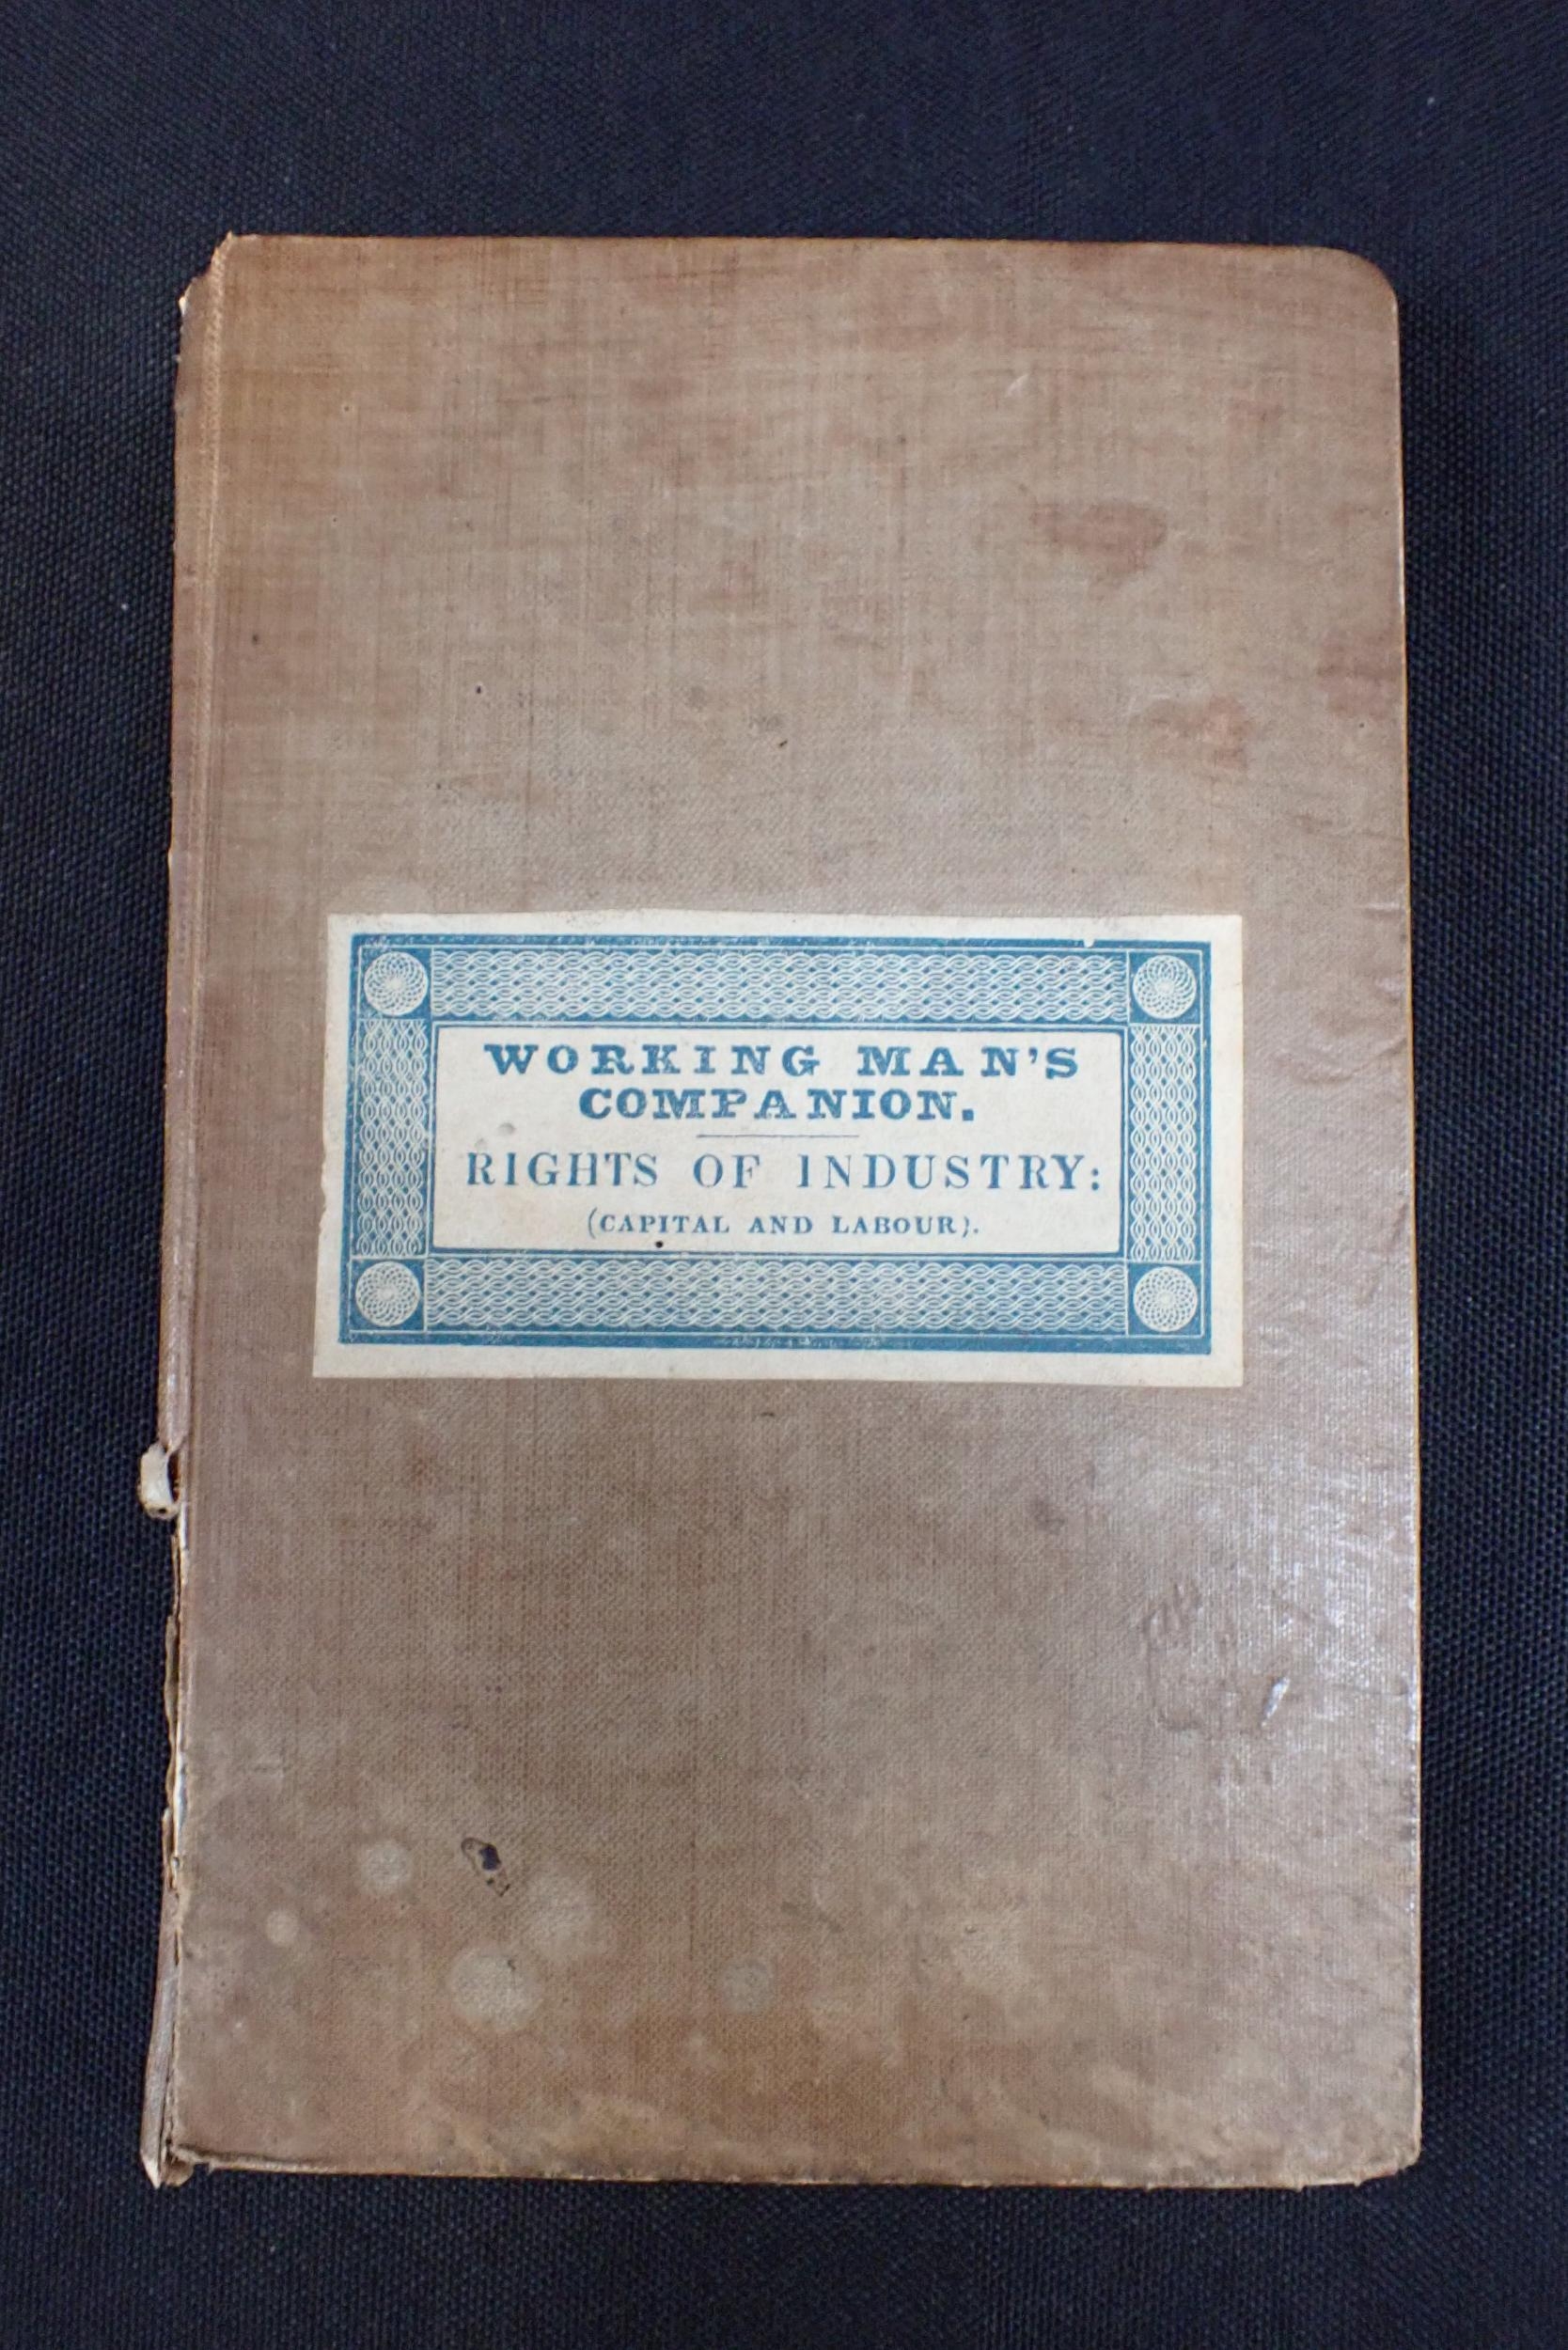 WORKING MAN'S
COMPANION.
RIGHTS OF INDUSTRY:
(CAPITAL AND LABOUR).